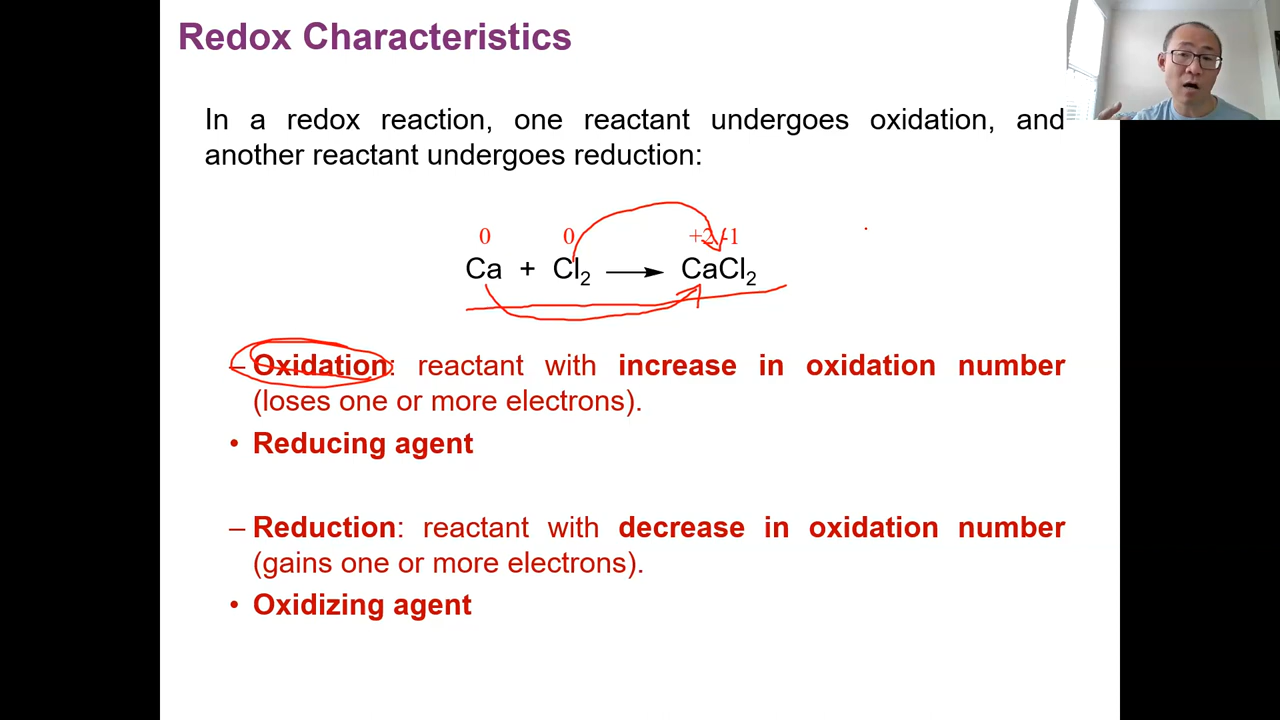 Redox Characteristics
In a redox reaction, one reactant undergoes oxidation, and
another reactant undergoes reduction:
0 0 +2 -1
Ca + Cl₂ ⟶ CaCl₂
– Oxidation: reactant with increase in oxidation number
(loses one or more electrons).
• Reducing agent
– Reduction: reactant with decrease in oxidation number
(gains one or more electrons).
• Oxidizing agent